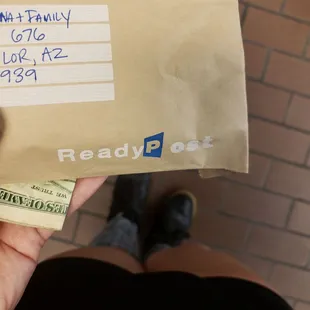 NA + FAMILY
676
LOR, AZ
939
ReadyPost